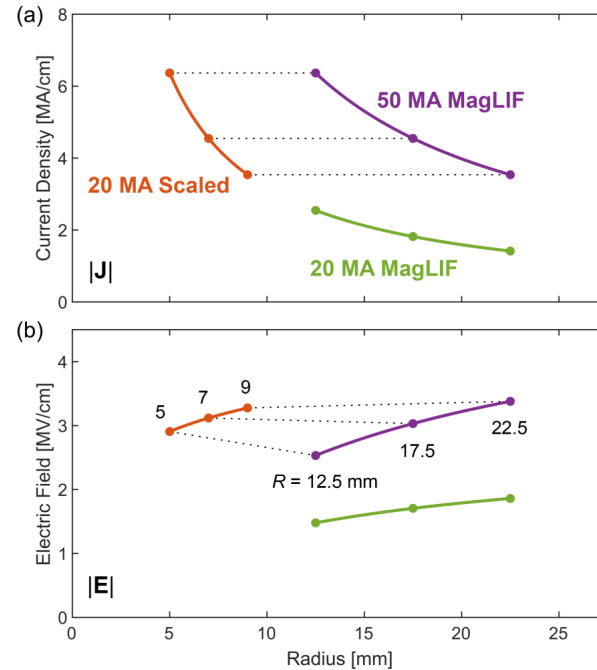 (a)
8
6
4
2
0
Current Density [MA/cm]
50 MA MagLIF
20 MA Scaled
20 MA MagLIF
|J|
(b)
4
3
2
1
0
Electric Field [MV/cm]
5
7
9
R = 12.5 mm
17.5
22.5
|E|
0
5
10
15
20
25
Radius [mm]